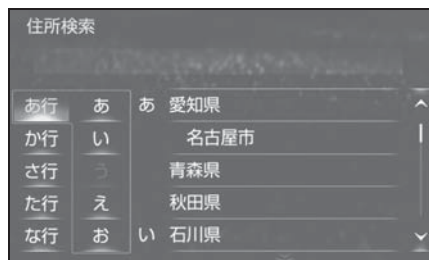 住所検索
あ行 あ あ 愛知県
か行 い 名古屋市
さ行 う 青森県
た行 え 秋田県
な行 お い 石川県